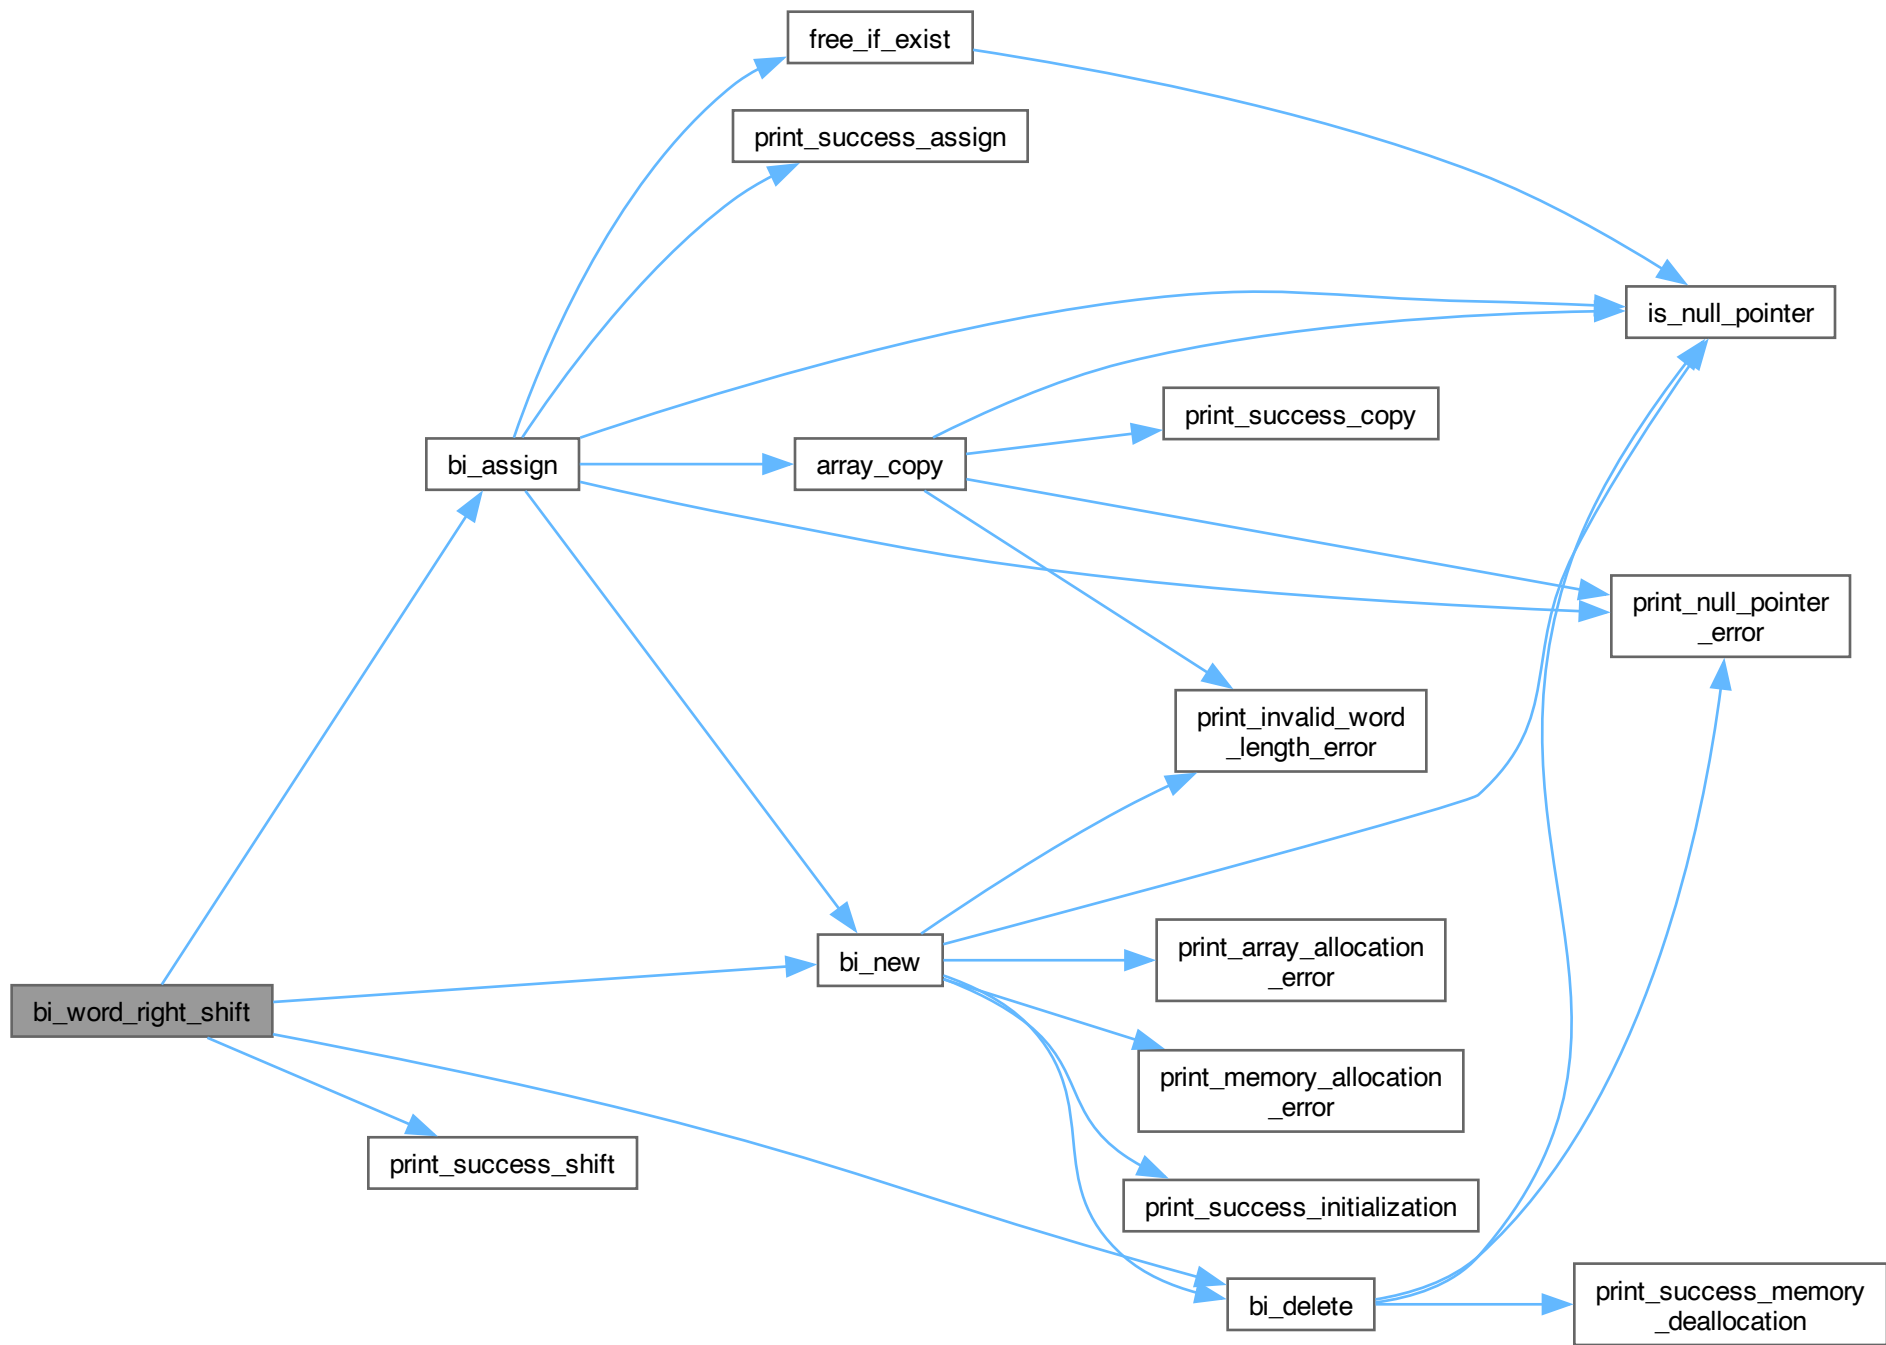 free_if_exist
print_success_assign
is_null_pointer
print_success_copy
bi_assign
array_copy
print_null_pointer
_error
print_invalid_word
_length_error
bi_new
print_array_allocation
_error
bi_word_right_shift
print_memory_allocation
_error
print_success_shift
print_success_initialization
bi_delete
print_success_memory
_deallocation